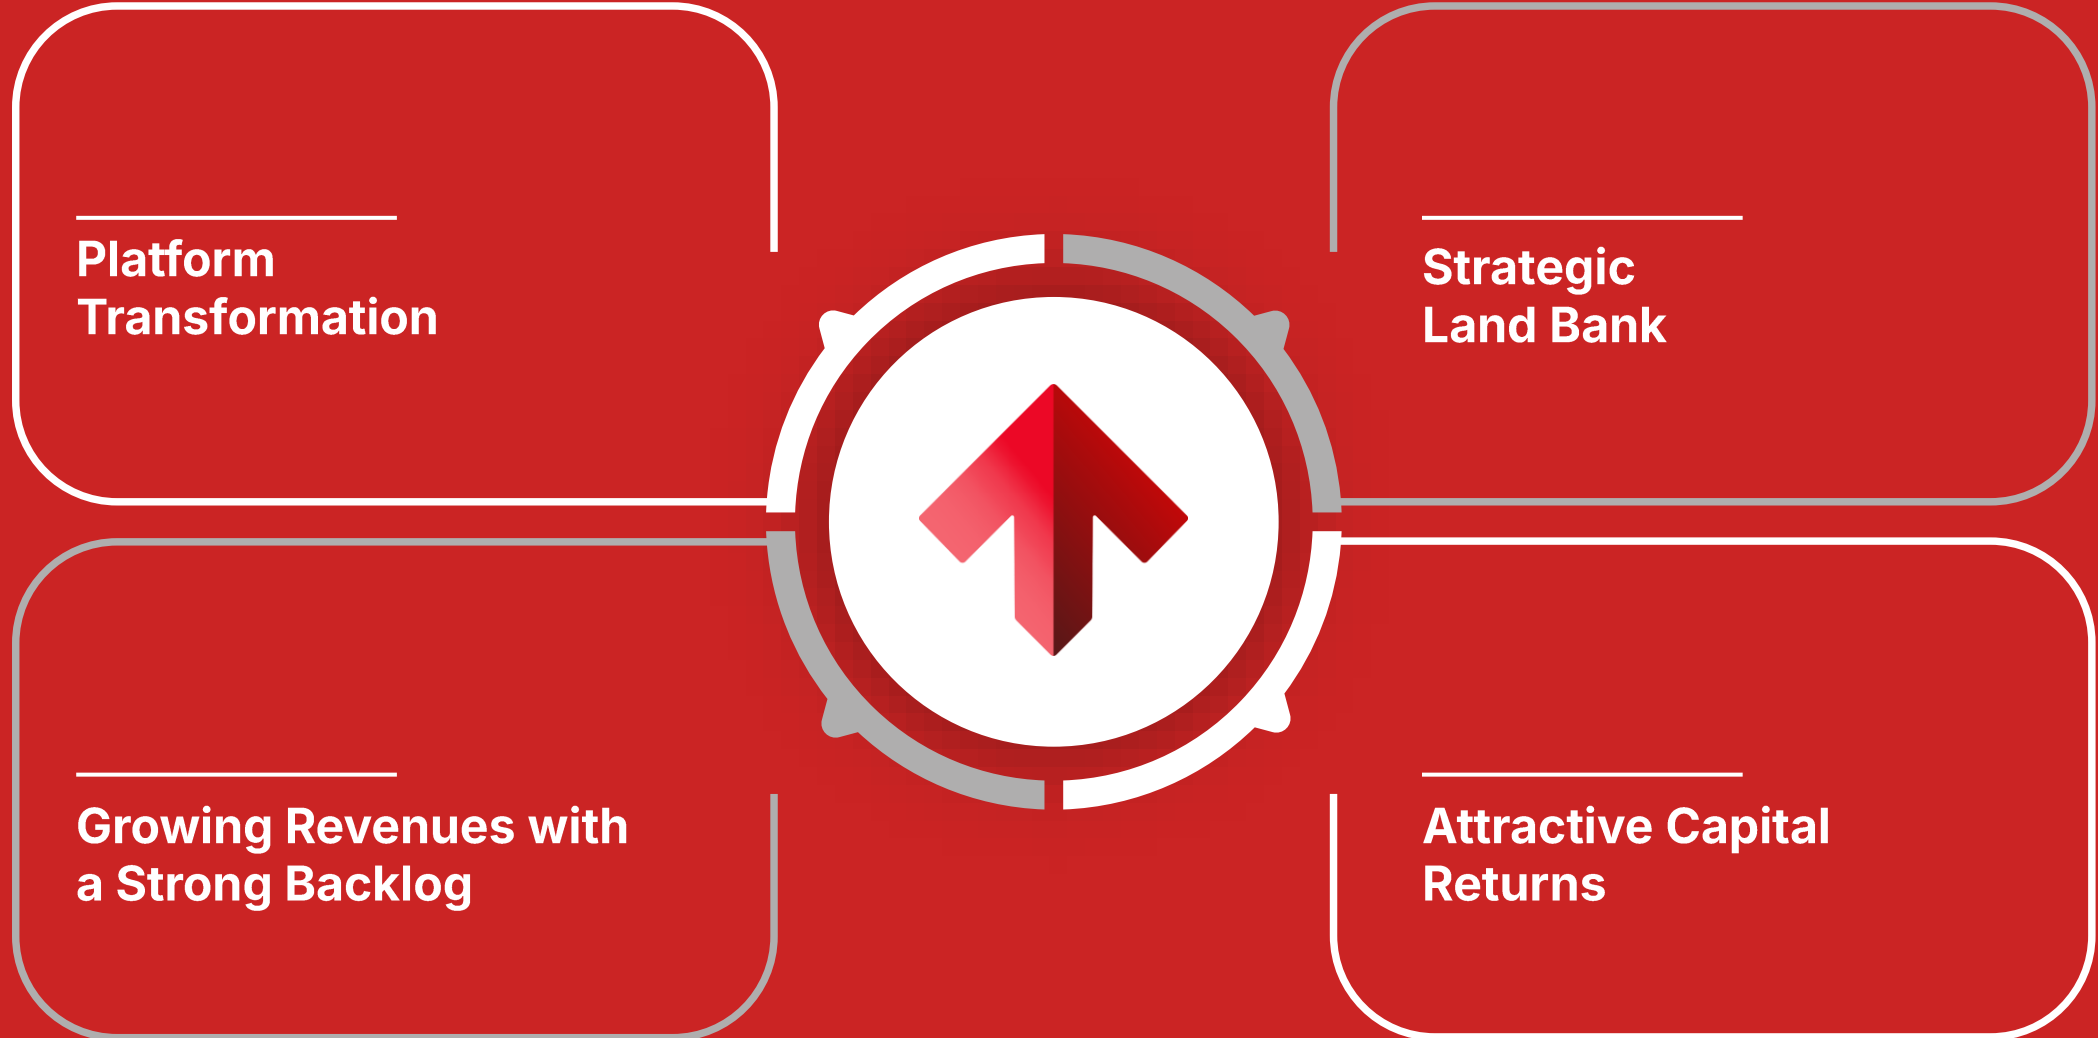 Platform
Transformation
Strategic
Land Bank
Growing Revenues with
a Strong Backlog
Attractive Capital
Returns